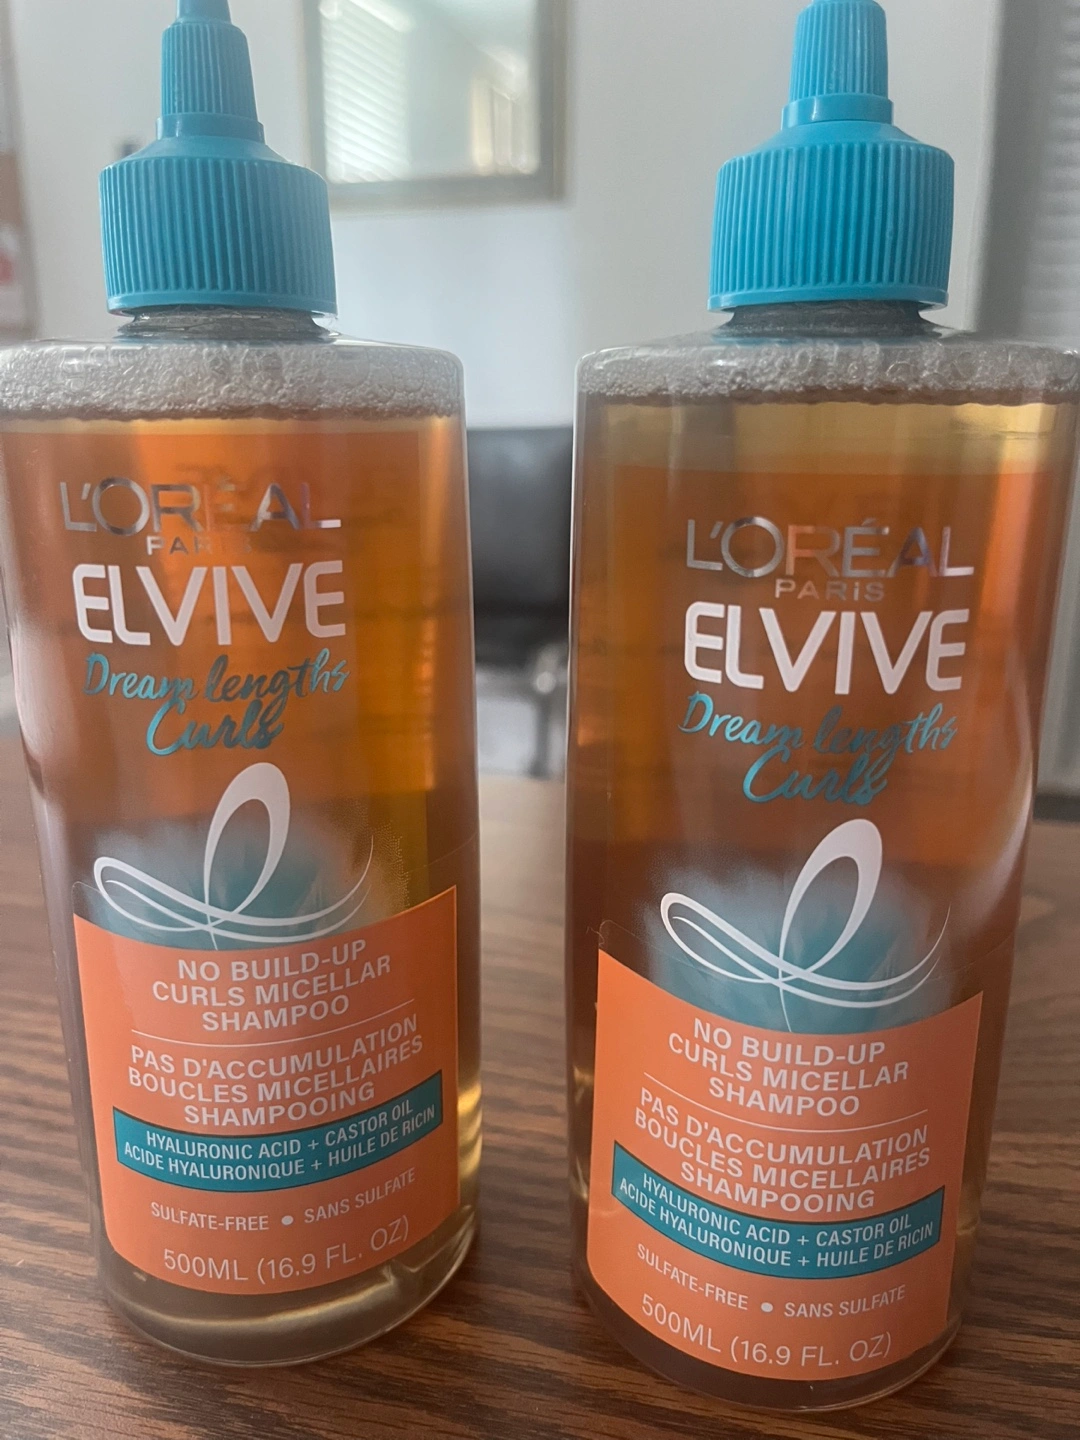 L'ORÉAL
PARIS
ELVIVE
Dream lengths
Curls
NO BUILD-UP
CURLS MICELLAR
SHAMPOO
PAS D'ACCUMULATION
BOUCLES MICELLAIRES
SHAMPOOING
HYALURONIC ACID + CASTOR OIL
ACIDE HYALURONIQUE + HUILE DE RICIN
SULFATE-FREE • SANS SULFATE
500ML (16.9 FL. OZ)
L'ORÉAL
PARIS
ELVIVE
Dream lengths
Curls
NO BUILD-UP
CURLS MICELLAR
SHAMPOO
PAS D'ACCUMULATION
BOUCLES MICELLAIRES
SHAMPOOING
HYALURONIC ACID + CASTOR OIL
ACIDE HYALURONIQUE + HUILE DE RICIN
SULFATE-FREE • SANS SULFATE
500ML (16.9 FL. OZ)